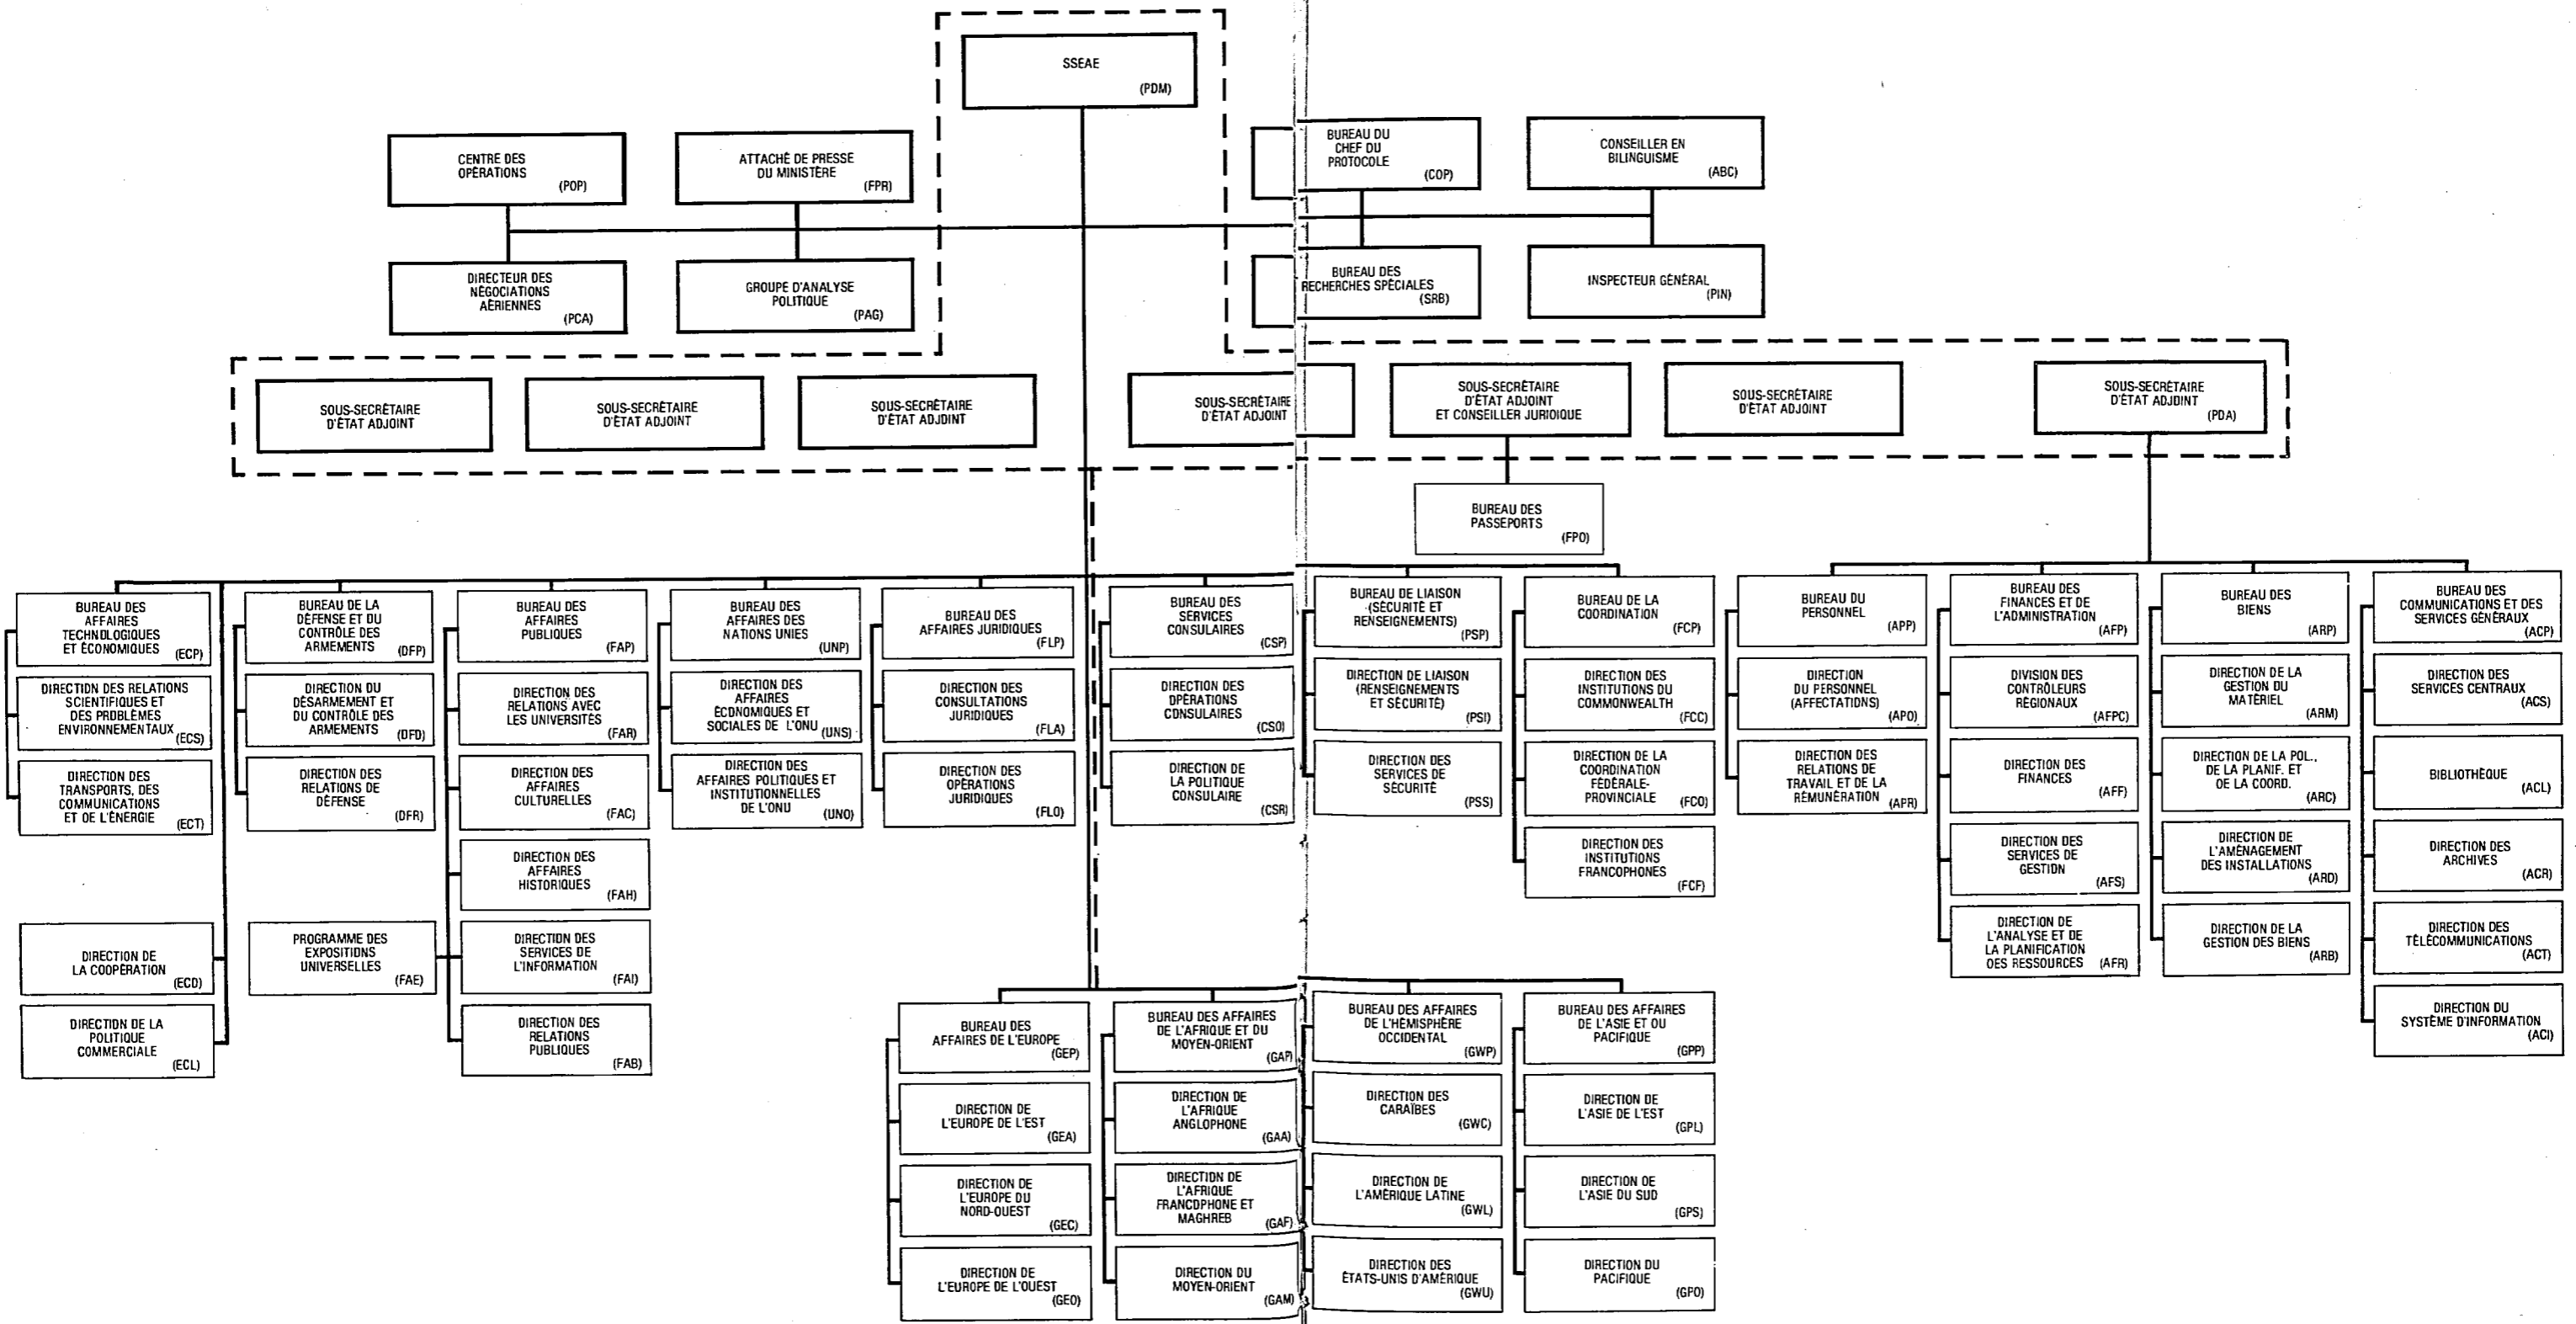 SSEAE
(PDM)
CENTRE DES
OPÉRATIONS
(POP)
ATTACHÉ DE PRESSE
DU MINISTÈRE
(FPR)
BUREAU DU
CHEF DU
PROTOCOLE
(COP)
CONSEILLER EN
BILINGUISME
(ABC)
DIRECTEUR DES
NÉGOCIATIONS
AÉRIENNES
(PCA)
GROUPE D'ANALYSE
POLITIQUE
(PAG)
BUREAU DES
RECHERCHES SPÉCIALES
(SRB)
INSPECTEUR GÉNÉRAL
(PIN)
SOUS-SECRÉTAIRE
D'ÉTAT ADJOINT
SOUS-SECRÉTAIRE
D'ÉTAT ADJOINT
SOUS-SECRÉTAIRE
D'ÉTAT ADJOINT
SOUS-SECRÉTAIRE
D'ÉTAT ADJOINT
SOUS-SECRÉTAIRE
D'ÉTAT ADJOINT
ET CONSEILLER JURIDIQUE
SOUS-SECRÉTAIRE
D'ÉTAT ADJOINT
SOUS-SECRÉTAIRE
D'ÉTAT ADJOINT
(PDA)
BUREAU DES
PASSEPORTS
(FPO)
BUREAU DES
AFFAIRES
TECHNOLOGIQUES
ET ÉCONOMIQUES
(ECP)
DIRECTION DES RELATIONS
SCIENTIFIQUES ET
DES PROBLÈMES
ENVIRONNEMENTAUX
(ECS)
DIRECTION DES
TRANSPORTS, DES
COMMUNICATIONS
ET DE L'ÉNERGIE
(ECT)
DIRECTION DE
LA COOPÉRATION
(ECD)
DIRECTION DE LA
POLITIQUE
COMMERCIALE
(ECL)
BUREAU DE LA
DÉFENSE ET DU
CONTRÔLE DES
ARMEMENTS
(DFP)
DIRECTION DU
DÉSARMEMENT ET
DU CONTRÔLE DES
ARMEMENTS
(DFD)
DIRECTION DES
RELATIONS DE
DÉFENSE
(DFR)
PROGRAMME DES
EXPOSITIONS
UNIVERSELLES
(FAE)
BUREAU DES
AFFAIRES
PUBLIQUES
(FAP)
DIRECTION DES
RELATIONS AVEC
LES UNIVERSITÉS
(FAR)
DIRECTION DES
AFFAIRES
CULTURELLES
(FAC)
DIRECTION DES
AFFAIRES
HISTORIQUES
(FAH)
DIRECTION DES
SERVICES DE
L'INFORMATION
(FAI)
DIRECTION DES
RELATIONS
PUBLIQUES
(FAB)
BUREAU DES
AFFAIRES DES
NATIONS UNIES
(UNP)
DIRECTION DES
AFFAIRES
ÉCONOMIQUES ET
SOCIALES DE L'ONU
(UNS)
DIRECTION DES
AFFAIRES POLITIQUES ET
INSTITUTIONNELLES
DE L'ONU
(UNO)
BUREAU DES
AFFAIRES JURIDIQUES
(FLP)
DIRECTION DES
CONSULTATIONS
JURIDIQUES
(FLA)
DIRECTION DES
OPÉRATIONS
JURIDIQUES
(FLO)
BUREAU DES
SERVICES
CONSULAIRES
(CSP)
DIRECTION DES
OPÉRATIONS
CONSULAIRES
(CSO)
DIRECTION DE
LA POLITIQUE
CONSULAIRE
(CSR)
BUREAU DE LIAISON
(SÉCURITÉ ET
RENSEIGNEMENTS)
(PSP)
DIRECTION DE LIAISON
(RENSEIGNEMENTS
ET SÉCURITÉ)
(PSI)
DIRECTION DES
SERVICES DE
SÉCURITÉ
(PSS)
BUREAU DE LA
COORDINATION
(FCP)
DIRECTION DES
INSTITUTIONS DU
COMMONWEALTH
(FCC)
DIRECTION DE LA
COORDINATION
FÉDÉRALE-
PROVINCIALE
(FCO)
DIRECTION DES
INSTITUTIONS
FRANCOPHONES
(FCF)
BUREAU DU
PERSONNEL
(APP)
DIRECTION
DU PERSONNEL
(AFFECTATIONS)
(APO)
DIRECTION DES
RELATIONS DE
TRAVAIL ET DE LA
RÉMUNÉRATION
(APR)
BUREAU DES
FINANCES ET DE
L'ADMINISTRATION
(AFP)
DIVISION DES
CONTRÔLEURS
RÉGIONAUX
(AFPC)
DIRECTION DES
FINANCES
(AFF)
DIRECTION DES
SERVICES DE
GESTION
(AFS)
DIRECTION DE
L'ANALYSE ET DE
LA PLANIFICATION
DES RESSOURCES
(AFR)
BUREAU DES
BIENS
(ARP)
DIRECTION DE LA
GESTION DU
MATÉRIEL
(ARM)
DIRECTION DE LA POL.,
DE LA PLANIF. ET
DE LA COORD.
(ARC)
DIRECTION DE
L'AMÉNAGEMENT
DES INSTALLATIONS
(ARD)
DIRECTION DE LA
GESTION DES BIENS
(ARB)
BUREAU DES
COMMUNICATIONS ET DES
SERVICES GÉNÉRAUX
(ACP)
DIRECTION DES
SERVICES CENTRAUX
(ACS)
BIBLIOTHÈQUE
(ACL)
DIRECTION DES
ARCHIVES
(ACR)
DIRECTION DES
TÉLÉCOMMUNICATIONS
(ACT)
DIRECTION DU
SYSTÈME D'INFORMATION
(ACI)
BUREAU DES
AFFAIRES DE L'EUROPE
(GEP)
DIRECTION DE
L'EUROPE DE L'EST
(GEA)
DIRECTION DE
L'EUROPE DU
NORD-OUEST
(GEC)
DIRECTION DE
L'EUROPE DE L'OUEST
(GEO)
BUREAU DES AFFAIRES
DE L'AFRIQUE ET DU
MOYEN-ORIENT
(GAP)
DIRECTION DE
L'AFRIQUE
ANGLOPHONE
(GAA)
DIRECTION DE
L'AFRIQUE
FRANCOPHONE ET
MAGHREB
(GAF)
DIRECTION DU
MOYEN-ORIENT
(GAM)
BUREAU DES AFFAIRES
DE L'HÉMISPHÈRE
OCCIDENTAL
(GWP)
DIRECTION DES
CARAÏBES
(GWC)
DIRECTION DE
L'AMÉRIQUE LATINE
(GWL)
DIRECTION DES
ÉTATS-UNIS D'AMÉRIQUE
(GWU)
BUREAU DES AFFAIRES
DE L'ASIE ET DU
PACIFIQUE
(GPP)
DIRECTION DE
L'ASIE DE L'EST
(GPL)
DIRECTION DE
L'ASIE DU SUD
(GPS)
DIRECTION DU
PACIFIQUE
(GPO)